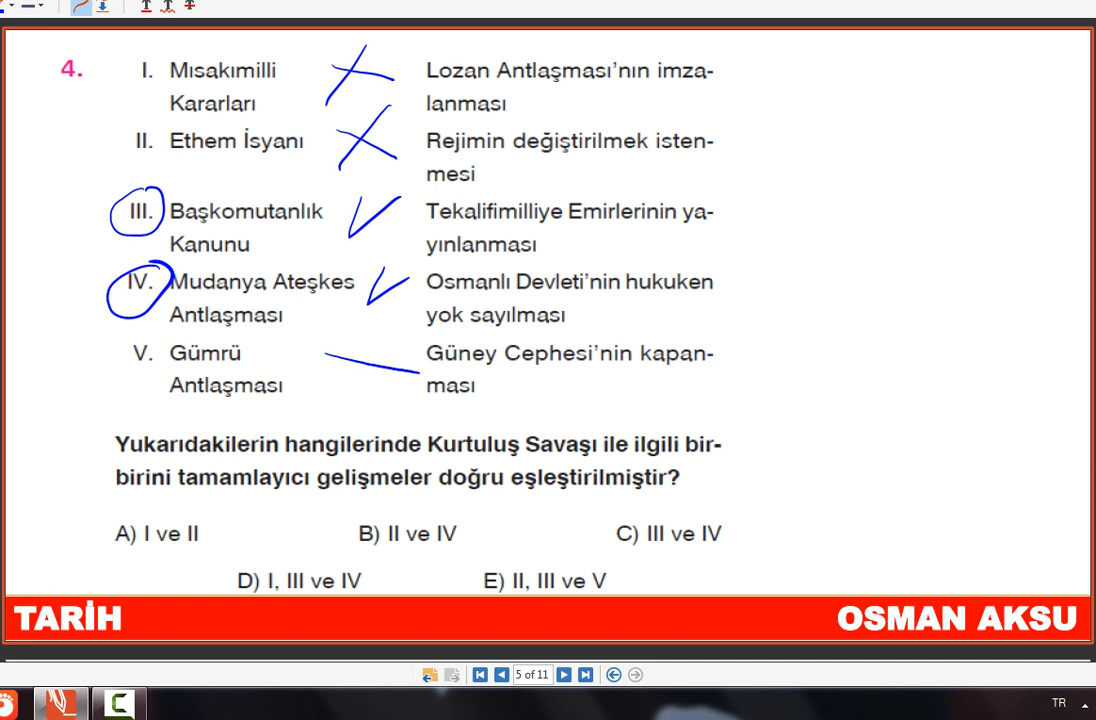 4.
I. Mısakımilli Lozan Antlaşması'nın imza-
Kararları lanması
II. Ethem İsyanı Rejimin değiştirilmek isten-
mesi
III. Başkomutanlık Tekalifimilliye Emirlerinin ya-
Kanunu yınlanması
IV. Mudanya Ateşkes Osmanlı Devleti'nin hukuken
Antlaşması yok sayılması
V. Gümrü Güney Cephesi'nin kapan-
Antlaşması ması
Yukarıdakilerin hangilerinde Kurtuluş Savaşı ile ilgili bir-
birini tamamlayıcı gelişmeler doğru eşleştirilmiştir?
A) I ve II B) II ve IV C) III ve IV
D) I, III ve IV E) II, III ve V
TARİH OSMAN AKSU
5 of 11
TR